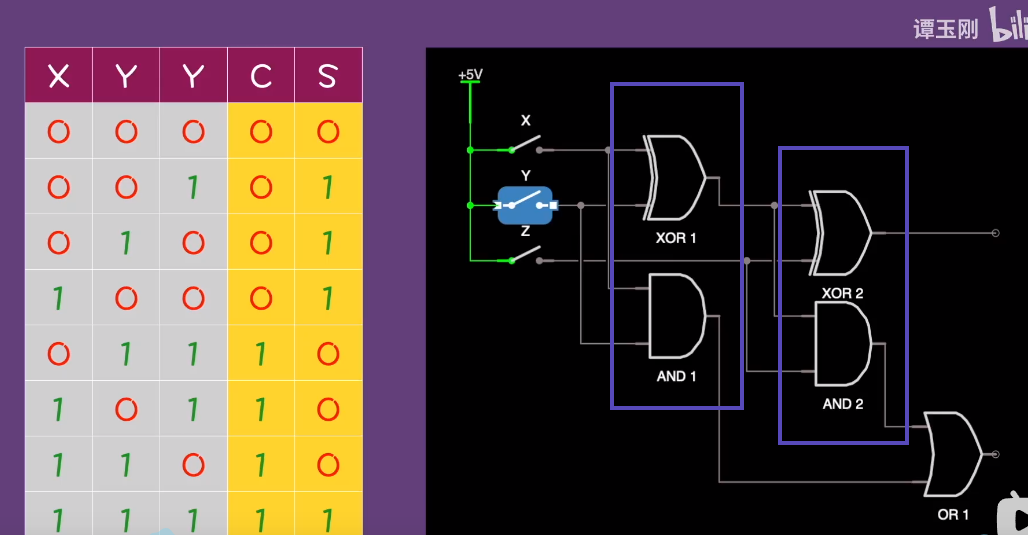 谭玉刚 bili
X Y Y C S
0 0 0 0 0
0 0 1 0 1
0 1 0 0 1
1 0 0 0 1
0 1 1 1 0
1 0 1 1 0
1 1 0 1 0
1 1 1 1 1
+5V
X
Y
Z
XOR 1
AND 1
XOR 2
AND 2
OR 1